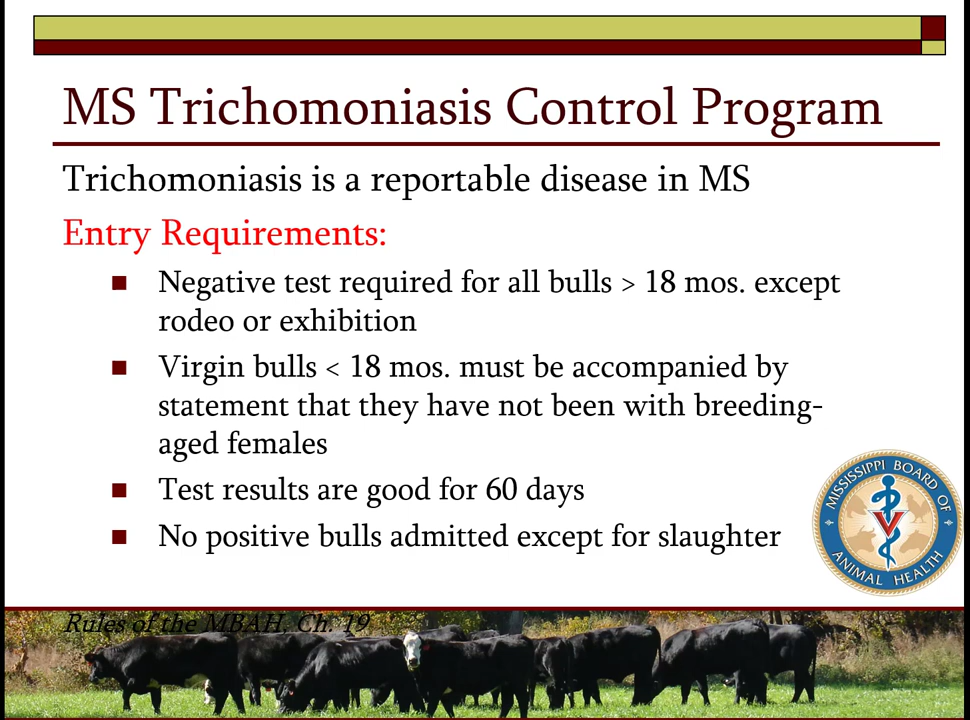 MS Trichomoniasis Control Program
Trichomoniasis is a reportable disease in MS
Entry Requirements:
Negative test required for all bulls > 18 mos. except
rodeo or exhibition
Virgin bulls < 18 mos. must be accompanied by
statement that they have not been with breeding-
aged females
Test results are good for 60 days
No positive bulls admitted except for slaughter
MISSISSIPPI BOARD OF
ANIMAL HEALTH
Rules of the MBAH, Ch. 19